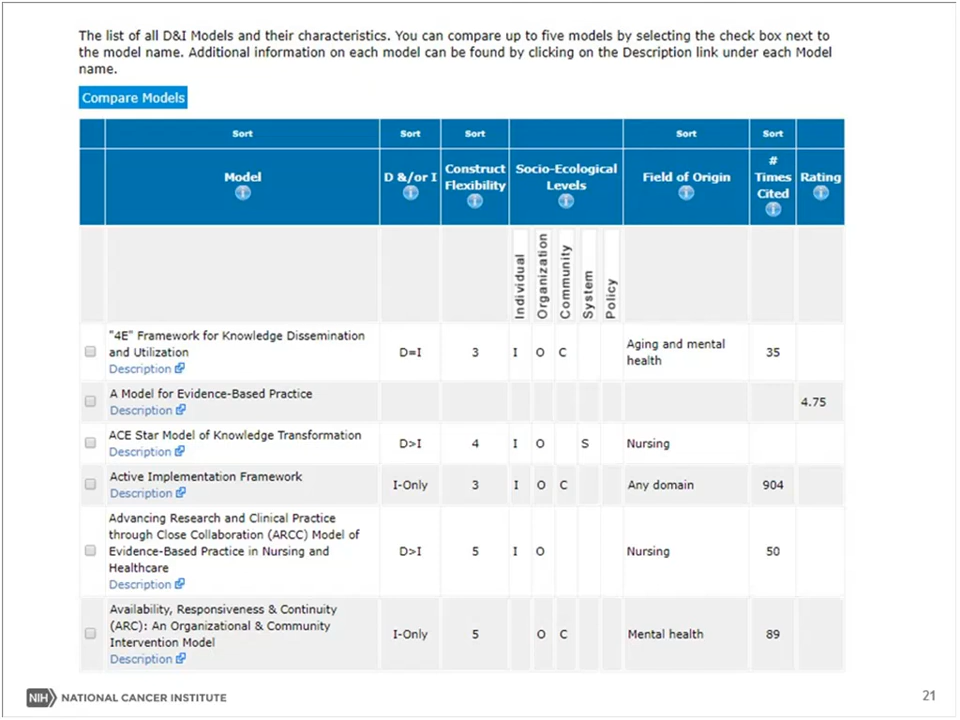 The list of all D&I Models and their characteristics. You can compare up to five models by selecting the check box next to
the model name. Additional information on each model can be found by clicking on the Description link under each Model
name.
Compare Models
Sort Sort Sort Sort Sort
Model D &/or I Construct Flexibility Socio-Ecological Levels Field of Origin # Times Cited Rating
Individual Organization Community System Policy
"4E" Framework for Knowledge Dissemination
and Utilization D=I 3 I O C Aging and mental health 35
Description
A Model for Evidence-Based Practice
Description 4.75
ACE Star Model of Knowledge Transformation D>I 4 I O S Nursing
Description
Active Implementation Framework I-Only 3 I O C Any domain 904
Description
Advancing Research and Clinical Practice
through Close Collaboration (ARCC) Model of
Evidence-Based Practice in Nursing and D>I 5 I O Nursing 50
Healthcare
Description
Availability, Responsiveness & Continuity
(ARC): An Organizational & Community I-Only 5 O C Mental health 89
Intervention Model
Description
NIH NATIONAL CANCER INSTITUTE
21